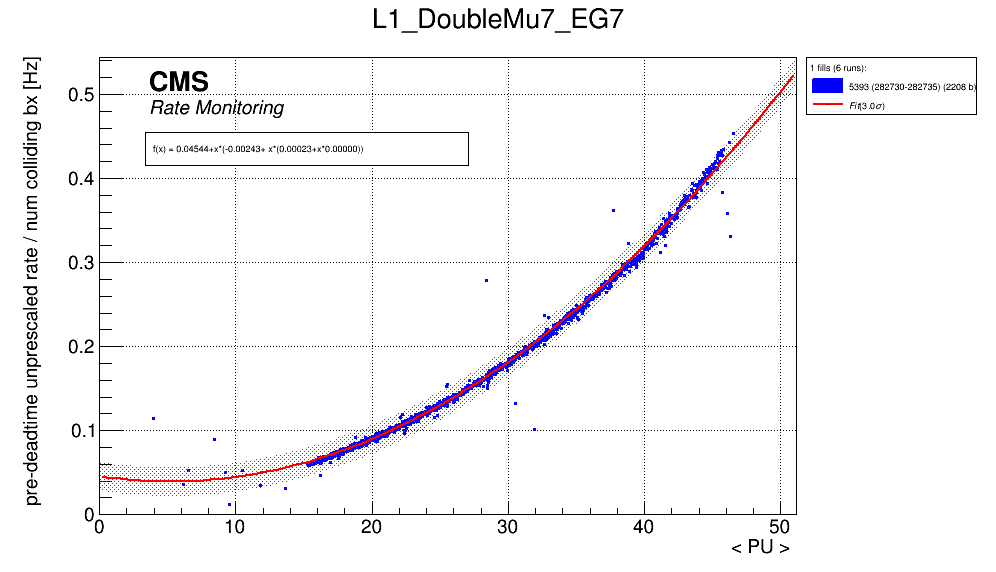 L1_DoubleMu7_EG7
pre-deadtime unprescaled rate / num colliding bx [Hz]
CMS
Rate Monitoring
f(x) = 0.04544+x*(-0.00243+ x*(0.00023+x*0.00000))
0.5
0.4
0.3
0.2
0.1
0
0 10 20 30 40 50
< PU >
1 fills (6 runs):
5393 (282730-282735) (2208 b)
Fit(3.0σ)